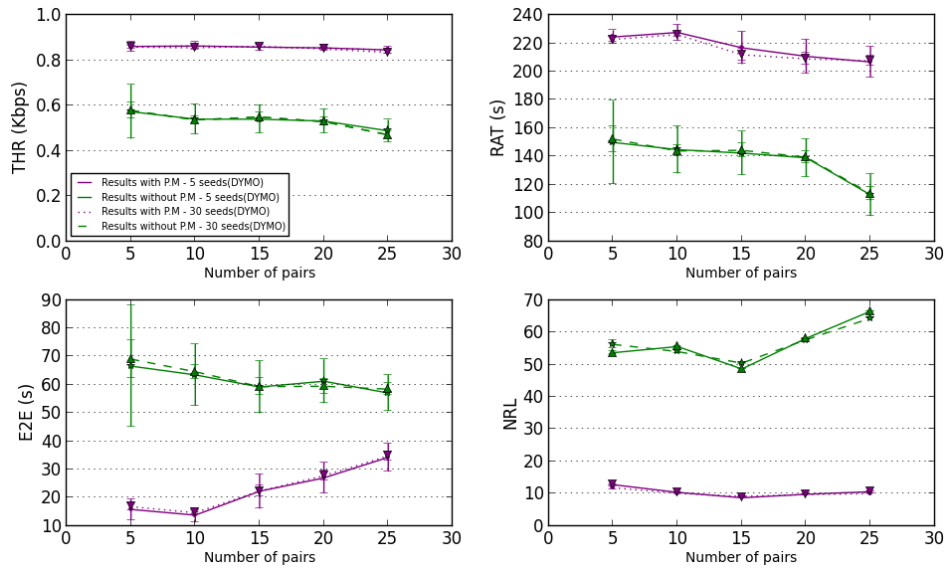 THR (Kbps)
1.0
0.8
0.6
0.4
0.2
0.0
Results with P.M - 5 seeds(DYMO)
Results without P.M - 5 seeds(DYMO)
Results with P.M - 30 seeds(DYMO)
Results without P.M - 30 seeds(DYMO)
0 5 10 15 20 25 30
Number of pairs
RAT (s)
240
220
200
180
160
140
120
100
80
0 5 10 15 20 25 30
Number of pairs
E2E (s)
90
80
70
60
50
40
30
20
10
0 5 10 15 20 25 30
Number of pairs
NRL
70
60
50
40
30
20
10
0
0 5 10 15 20 25 30
Number of pairs